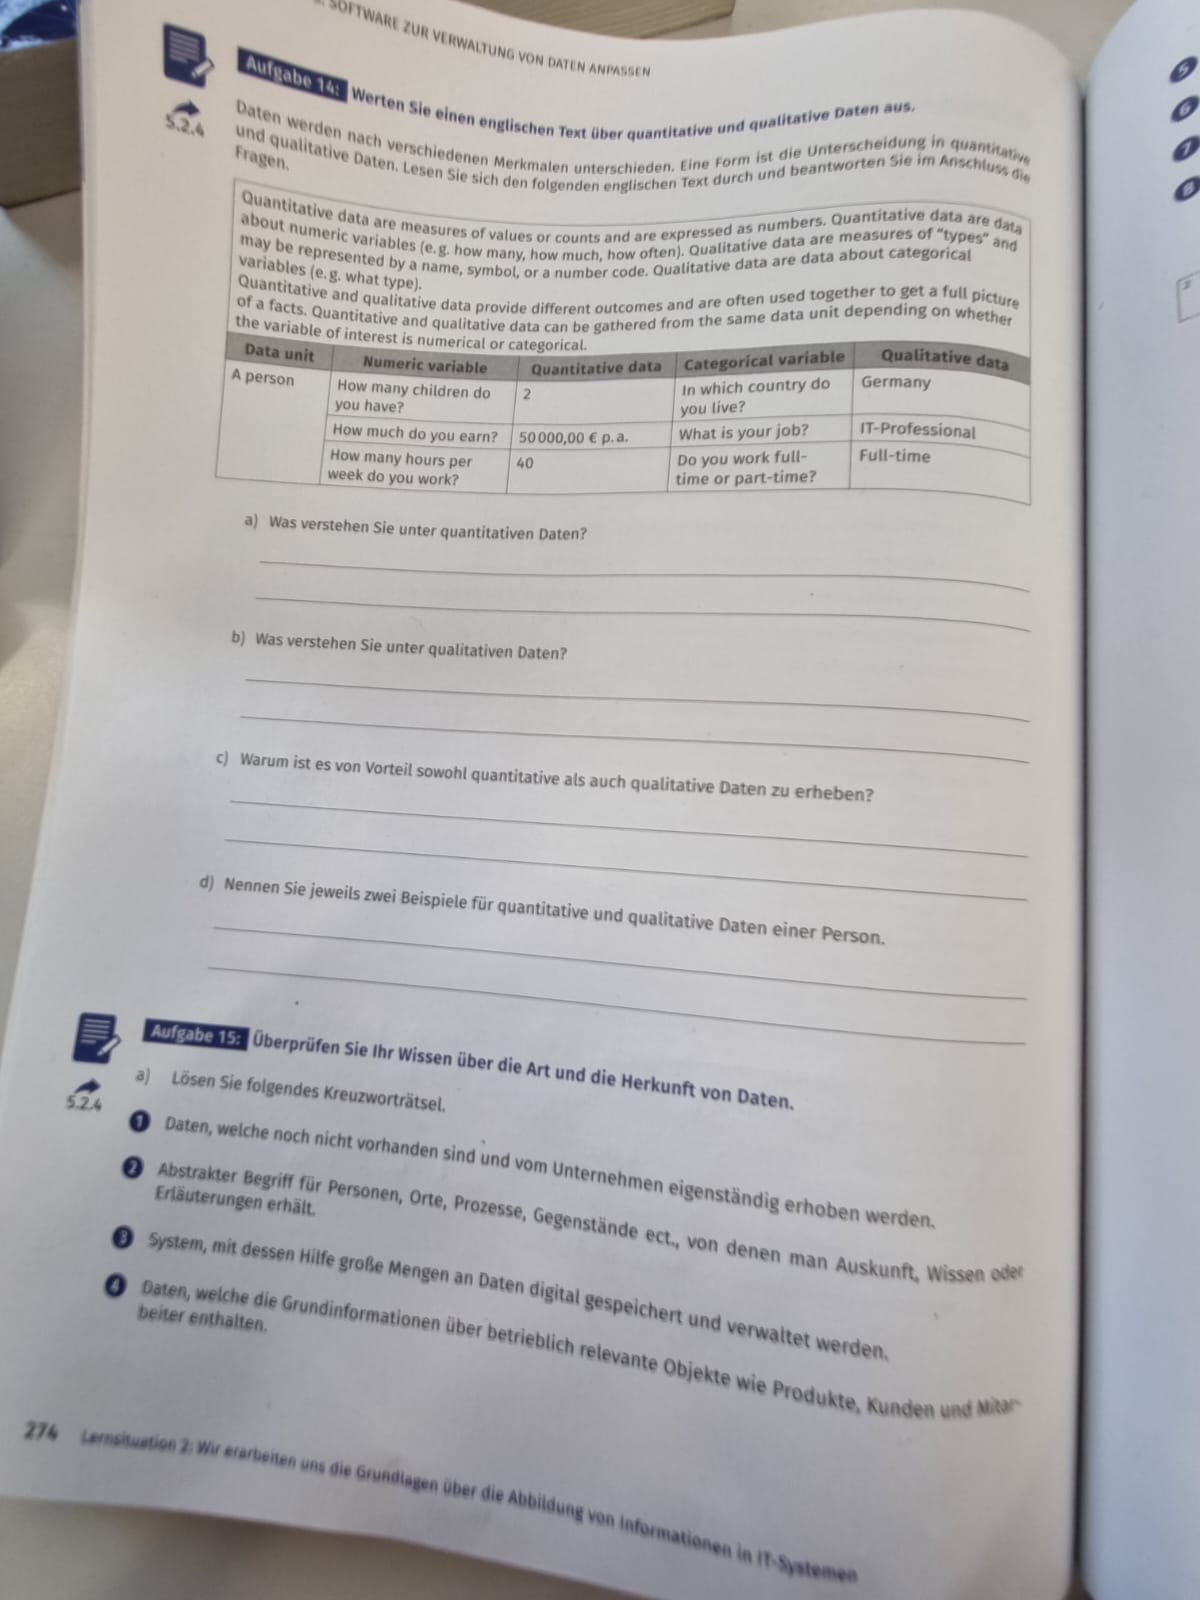 SOFTWARE ZUR VERWALTUNG VON DATEN ANPASSEN
Aufgabe 14: Werten Sie einen englischen Text über quantitative und qualitative Daten aus.
5.2.4
Daten werden nach verschiedenen Merkmalen unterschieden. Eine Form ist die Unterscheidung in quantitative
und qualitative Daten. Lesen Sie sich den folgenden englischen Text durch und beantworten Sie im Anschluss die
Fragen.
Quantitative data are measures of values or counts and are expressed as numbers. Quantitative data are data
about numeric variables (e. g. how many, how much, how often). Qualitative data are measures of "types" and
may be represented by a name, symbol, or a number code. Qualitative data are data about categorical
variables (e. g. what type).
Quantitative and qualitative data provide different outcomes and are often used together to get a full picture
of a facts. Quantitative and qualitative data can be gathered from the same data unit depending on whether
the variable of interest is numerical or categorical.
Data unit Numeric variable Quantitative data Categorical variable Qualitative data
A person How many children do 2 In which country do Germany
you have? you live?
How much do you earn? 50 000,00 € p. a. What is your job? IT-Professional
How many hours per 40 Do you work full- Full-time
week do you work? time or part-time?
a) Was verstehen Sie unter quantitativen Daten?
b) Was verstehen Sie unter qualitativen Daten?
c) Warum ist es von Vorteil sowohl quantitative als auch qualitative Daten zu erheben?
d) Nennen Sie jeweils zwei Beispiele für quantitative und qualitative Daten einer Person.
Aufgabe 15: Überprüfen Sie Ihr Wissen über die Art und die Herkunft von Daten.
5.2.4
a) Lösen Sie folgendes Kreuzworträtsel.
1 Daten, welche noch nicht vorhanden sind und vom Unternehmen eigenständig erhoben werden.
2 Abstrakter Begriff für Personen, Orte, Prozesse, Gegenstände ect., von denen man Auskunft, Wissen oder
Erläuterungen erhält.
3 System, mit dessen Hilfe große Mengen an Daten digital gespeichert und verwaltet werden.
4 Daten, welche die Grundinformationen über betrieblich relevante Objekte wie Produkte, Kunden und Mitar-
beiter enthalten.
274 Lernsituation 2: Wir erarbeiten uns die Grundlagen über die Abbildung von Informationen in IT-Systemen
5
6
7
8
2